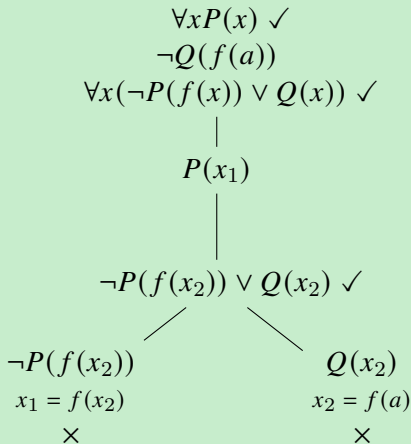 ∀xP(x) ✓
¬Q(f(a))
∀x(¬P(f(x)) ∨ Q(x)) ✓
P(x₁)
¬P(f(x₂)) ∨ Q(x₂) ✓
¬P(f(x₂)) Q(x₂)
x₁ = f(x₂) x₂ = f(a)
× ×